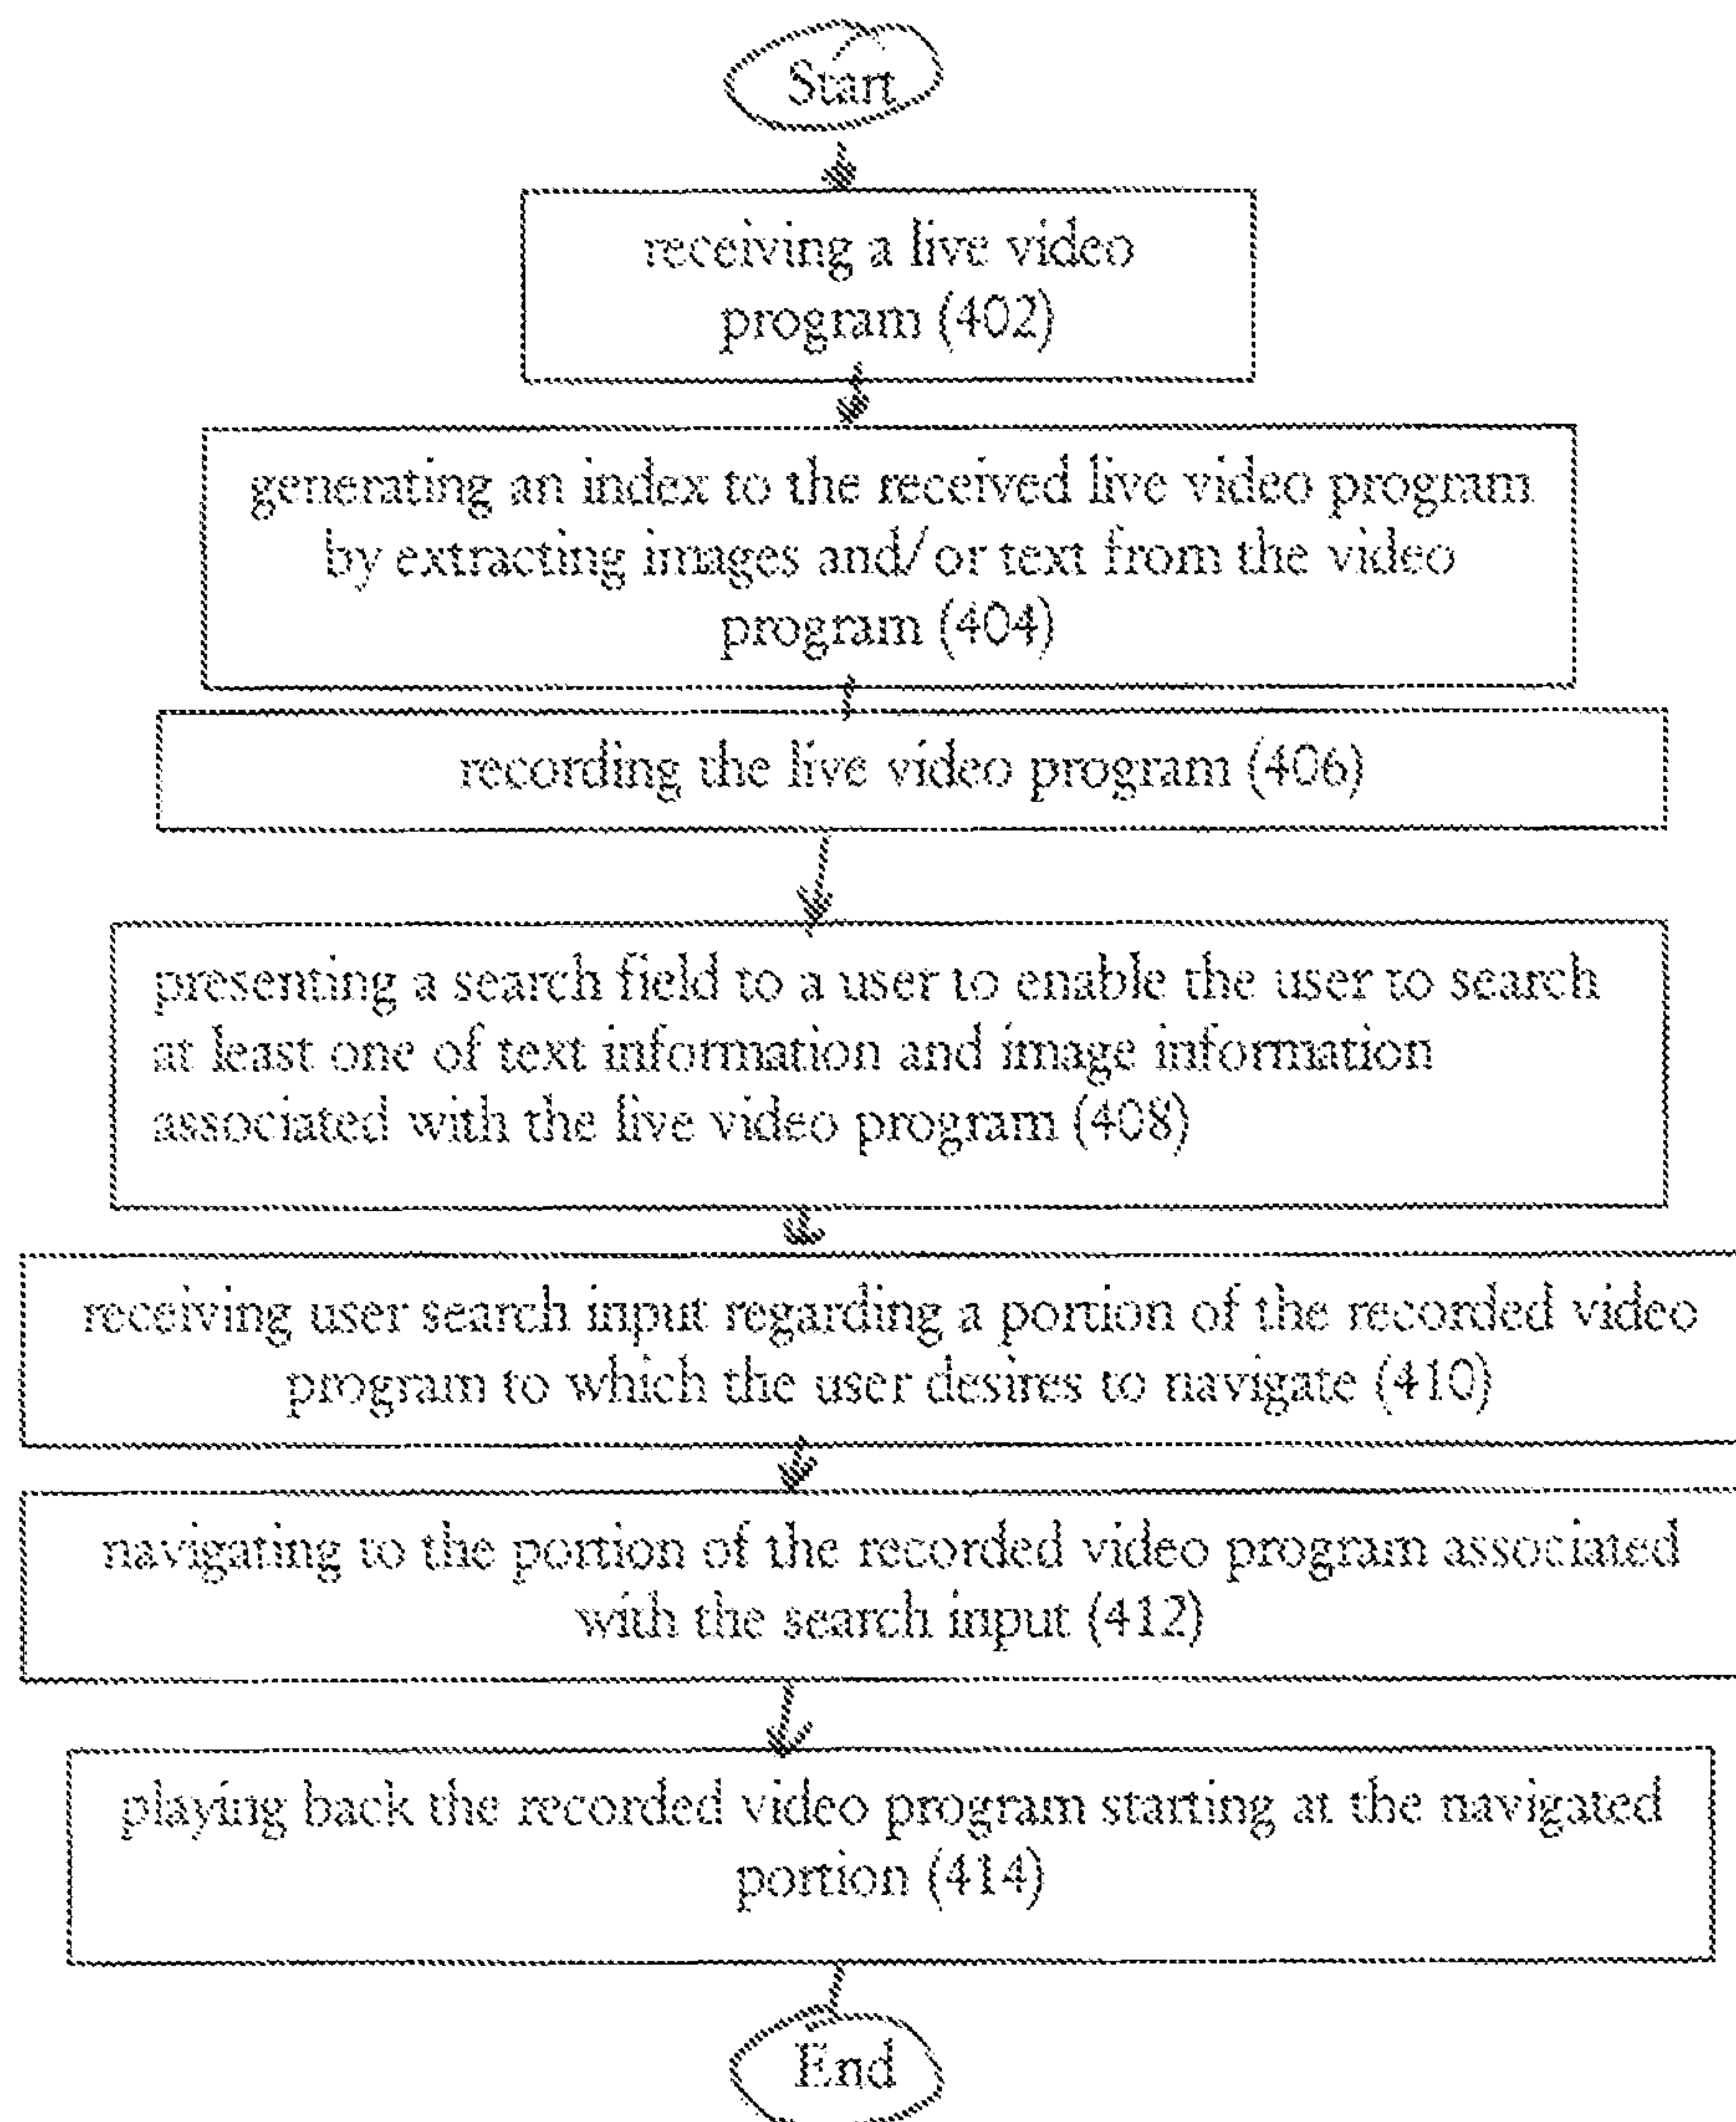 Start
receiving a live video
program (402)
generating an index to the received live video program
by extracting images and/or text from the video
program (404)
recording the live video program (406)
presenting a search field to a user to enable the user to search
at least one of text information and image information
associated with the live video program (408)
receiving user search input regarding a portion of the recorded video
program to which the user desires to navigate (410)
navigating to the portion of the recorded video program associated
with the search input (412)
playing back the recorded video program starting at the navigated
portion (414)
End